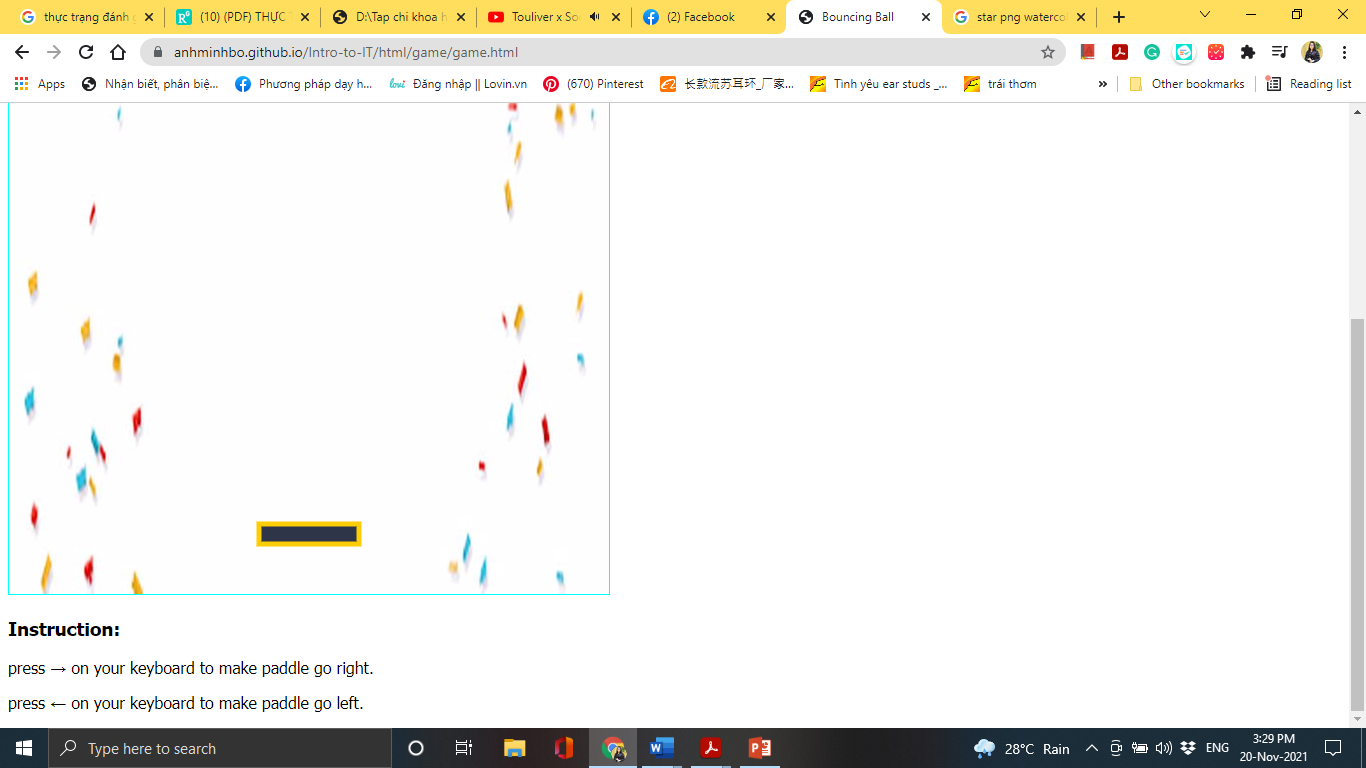 thực trạng đánh g
(10) (PDF) THỰC T
D:\Tap chi khoa h
Touliver x Soo
(2) Facebook
Bouncing Ball
star png watercol
anhminhbo.github.io/Intro-to-IT/html/game/game.html
Apps
Nhận biết, phân biệ...
Phương pháp dạy h...
Đăng nhập || Lovin.vn
(670) Pinterest
长款流苏耳环_厂家...
Tình yêu ear studs _...
trái thơm
»
Other bookmarks
Reading list
Instruction:
press → on your keyboard to make paddle go right.
press ← on your keyboard to make paddle go left.
Type here to search
28°C Rain
ENG
3:29 PM
20-Nov-2021